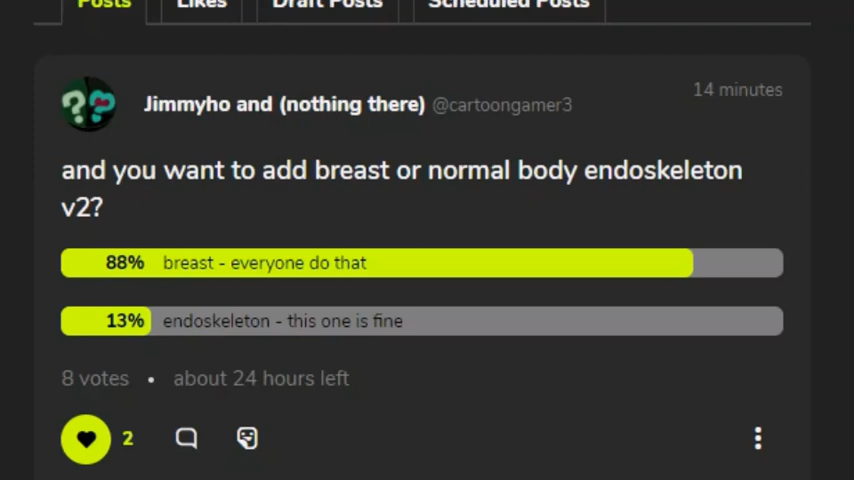 Posts Likes Draft Posts Scheduled Posts
Jimmyho and (nothing there) @cartoongamer3 14 minutes
and you want to add breast or normal body endoskeleton
v2?
88% breast - everyone do that
13% endoskeleton - this one is fine
8 votes • about 24 hours left
2